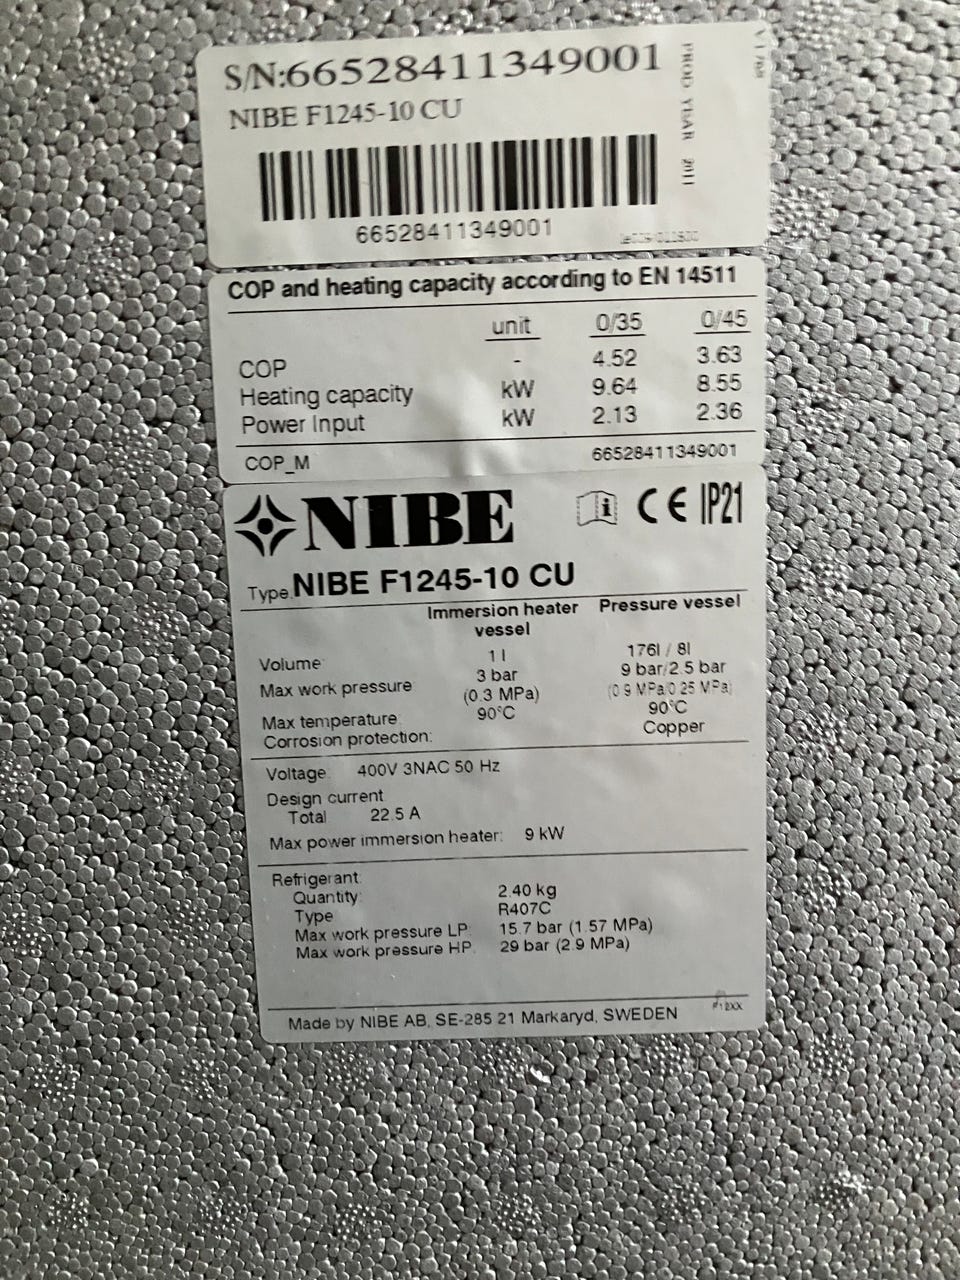 S/N:66528411349001
NIBE F1245-10 CU
PROD YEAR 2011
66528411349001
COP and heating capacity according to EN 14511
unit 0/35 0/45
COP - 4.52 3.63
Heating capacity kW 9.64 8.55
Power Input kW 2.13 2.36
COP_M 66528411349001
NIBE i CE IP21
Type. NIBE F1245-10 CU
Immersion heater vessel Pressure vessel
Volume 1 l 176l / 8l
Max work pressure 3 bar 9 bar/2.5 bar
(0.3 MPa) (0.9 MPa/0.25 MPa)
Max temperature 90°C 90°C
Corrosion protection: Copper
Voltage 400V 3NAC 50 Hz
Design current
Total 22.5 A
Max power immersion heater: 9 kW
Refrigerant:
Quantity: 2.40 kg
Type R407C
Max work pressure LP 15.7 bar (1.57 MPa)
Max work pressure HP. 29 bar (2.9 MPa)
Made by NIBE AB, SE-285 21 Markaryd, SWEDEN